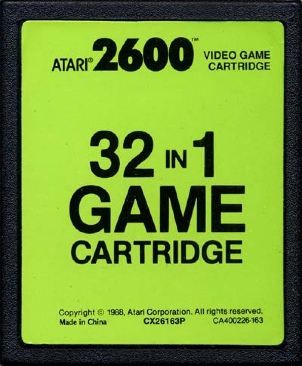 ATARI® 2600™ VIDEO GAME
CARTRIDGE
32 IN 1
GAME
CARTRIDGE
Copyright © 1988, Atari Corporation. All rights reserved.
Made in China CX26163P CA400226-163